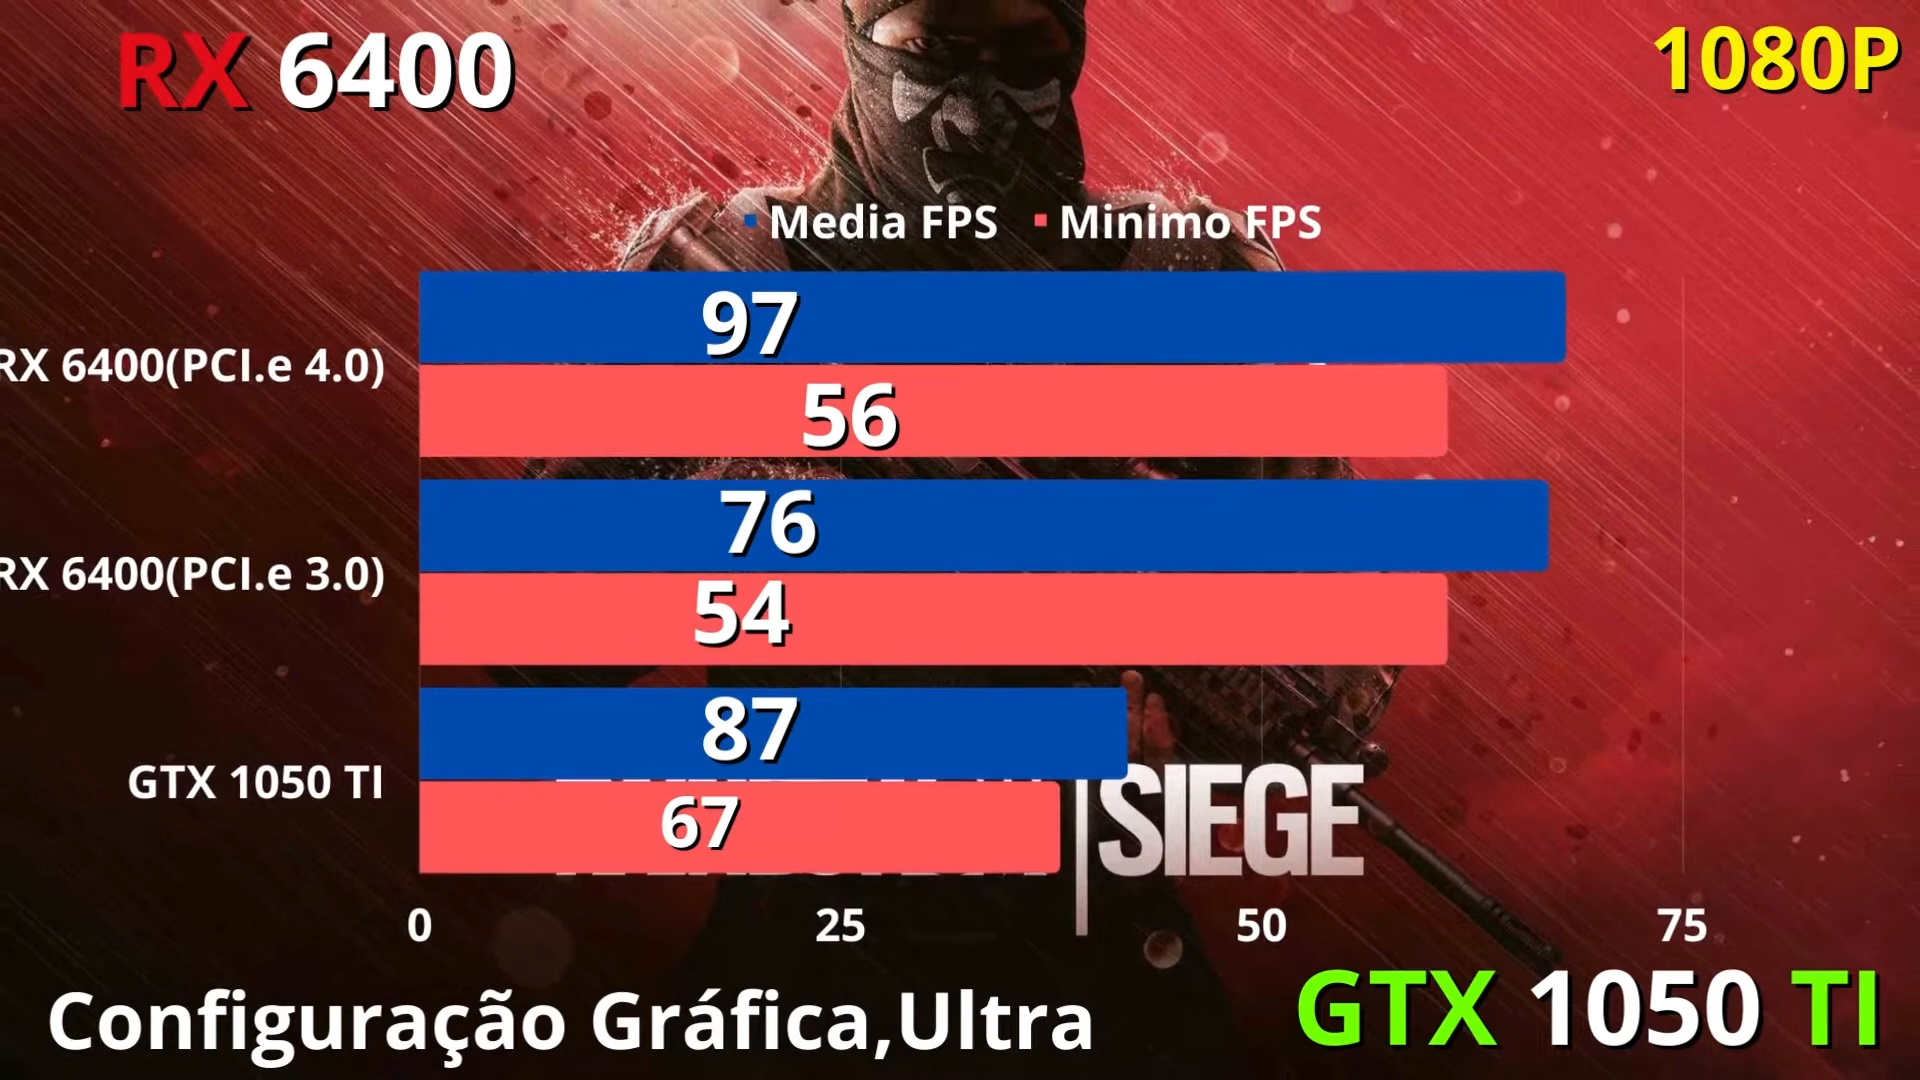 RX 6400
1080P
Media FPS Minimo FPS
97
RX 6400(PCI.e 4.0)
56
76
RX 6400(PCI.e 3.0)
54
87
GTX 1050 TI
67
SIEGE
0 25 50 75
Configuração Gráfica,Ultra
GTX 1050 TI